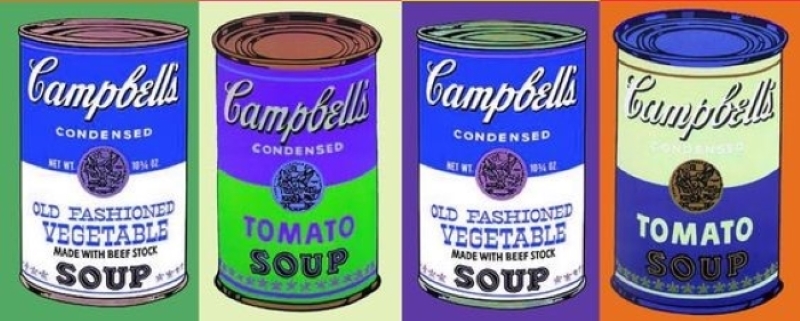 Campbell's
CONDENSED
NET WT. 10¾ OZ.
OLD FASHIONED
VEGETABLE
MADE WITH BEEF STOCK
SOUP
Campbell's
CONDENSED
TOMATO
SOUP
Campbell's
CONDENSED
NET WT. 10¾ OZ.
OLD FASHIONED
VEGETABLE
MADE WITH BEEF STOCK
SOUP
Campbell's
CONDENSED
TOMATO
SOUP